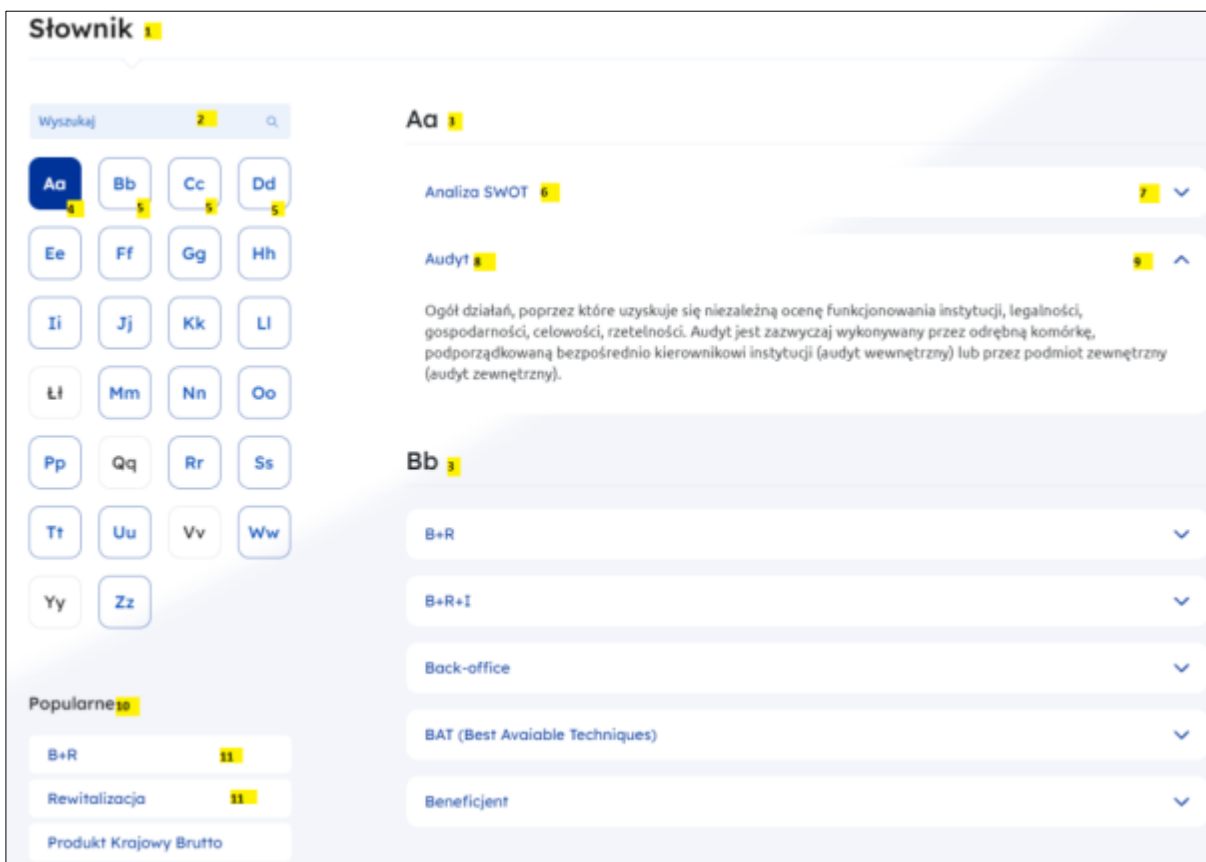 Słownik 1
Wyszukaj 2
Aa 4
Bb 5
Cc 5
Dd 5
Ee
Ff
Gg
Hh
Ii
Jj
Kk
Ll
Łł
Mm
Nn
Oo
Pp
Qq
Rr
Ss
Tt
Uu
Vv
Ww
Yy
Zz
Popularne 10
B+R 11
Rewitalizacja 11
Produkt Krajowy Brutto
Aa 3
Analiza SWOT 6 7
Audyt 8 9
Ogół działań, poprzez które uzyskuje się niezależną ocenę funkcjonowania instytucji, legalności,
gospodarności, celowości, rzetelności. Audyt jest zazwyczaj wykonywany przez odrębną komórkę,
podporządkowaną bezpośrednio kierownikowi instytucji (audyt wewnętrzny) lub przez podmiot zewnętrzny
(audyt zewnętrzny).
Bb 3
B+R
B+R+I
Back-office
BAT (Best Avaiable Techniques)
Beneficjent